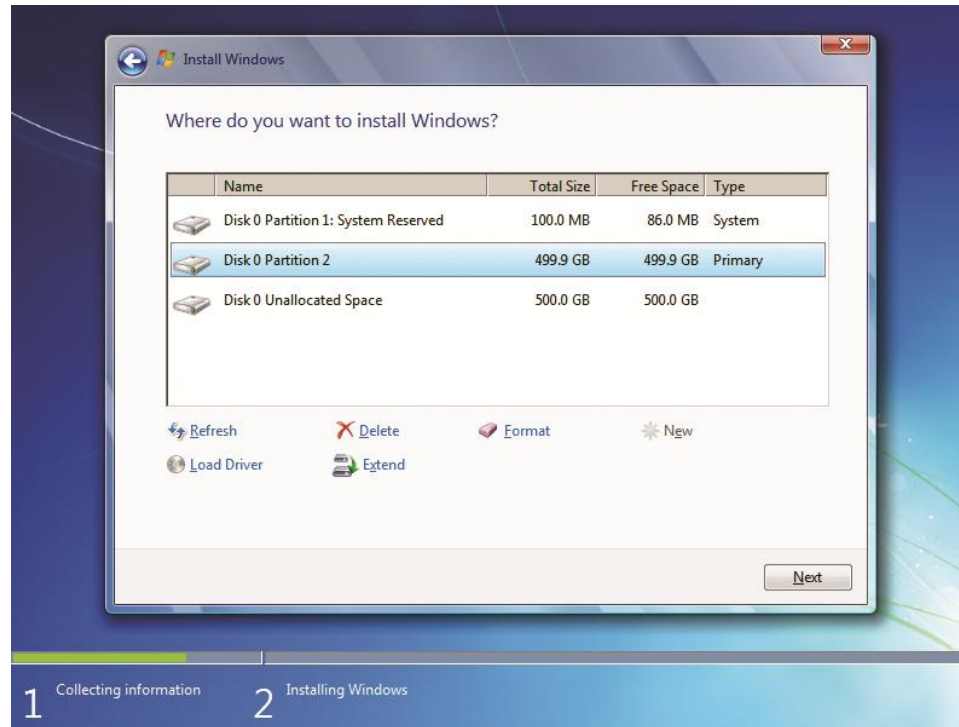 Install Windows
Where do you want to install Windows?
Name Total Size Free Space Type
Disk 0 Partition 1: System Reserved 100.0 MB 86.0 MB System
Disk 0 Partition 2 499.9 GB 499.9 GB Primary
Disk 0 Unallocated Space 500.0 GB 500.0 GB
Refresh Delete Format New
Load Driver Extend
Next
1 Collecting information 2 Installing Windows